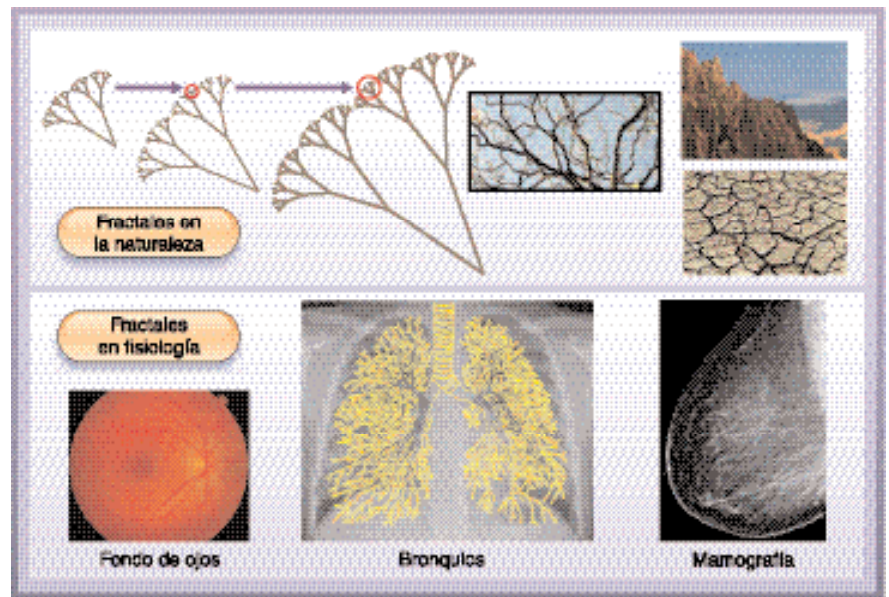 Fractales en
la naturaleza
Fractales
en fisiología
Fondo de ojos
Bronquios
Mamografía